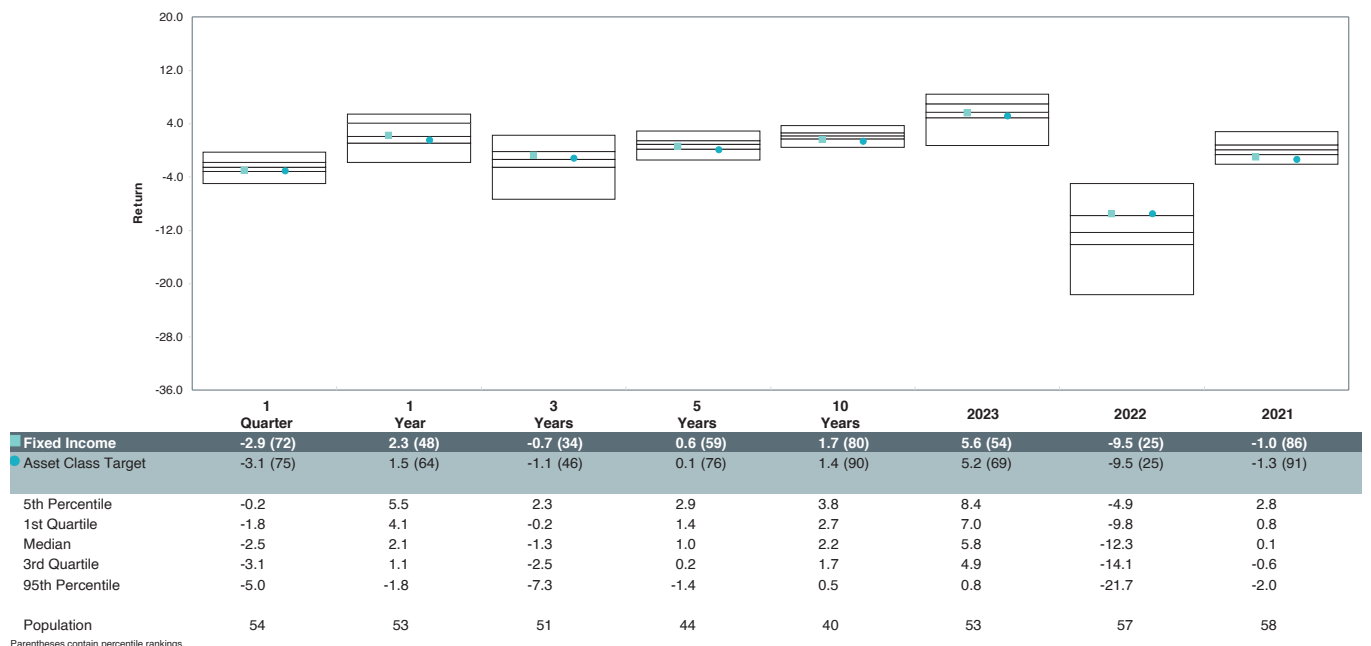 20.0
12.0
4.0
-4.0
-12.0
-20.0
-28.0
-36.0
Return
1 Quarter 1 Year 3 Years 5 Years 10 Years 2023 2022 2021
Fixed Income -2.9 (72) 2.3 (48) -0.7 (34) 0.6 (59) 1.7 (80) 5.6 (54) -9.5 (25) -1.0 (86)
Asset Class Target -3.1 (75) 1.5 (64) -1.1 (46) 0.1 (76) 1.4 (90) 5.2 (69) -9.5 (25) -1.3 (91)
5th Percentile -0.2 5.5 2.3 2.9 3.8 8.4 -4.9 2.8
1st Quartile -1.8 4.1 -0.2 1.4 2.7 7.0 -9.8 0.8
Median -2.5 2.1 -1.3 1.0 2.2 5.8 -12.3 0.1
3rd Quartile -3.1 1.1 -2.5 0.2 1.7 4.9 -14.1 -0.6
95th Percentile -5.0 -1.8 -7.3 -1.4 0.5 0.8 -21.7 -2.0
Population 54 53 51 44 40 53 57 58
Parentheses contain percentile rankings